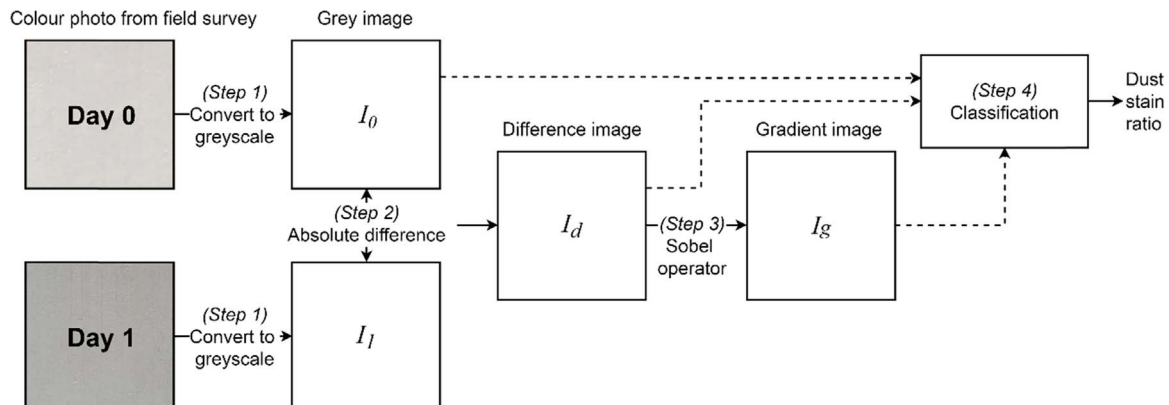 Colour photo from field survey
Grey image
Day 0
(Step 1)
Convert to
greyscale
I0
(Step 4)
Classification
Dust
stain
ratio
Difference image
Gradient image
(Step 2)
Absolute difference
Id
(Step 3)
Sobel
operator
Ig
Day 1
(Step 1)
Convert to
greyscale
I1